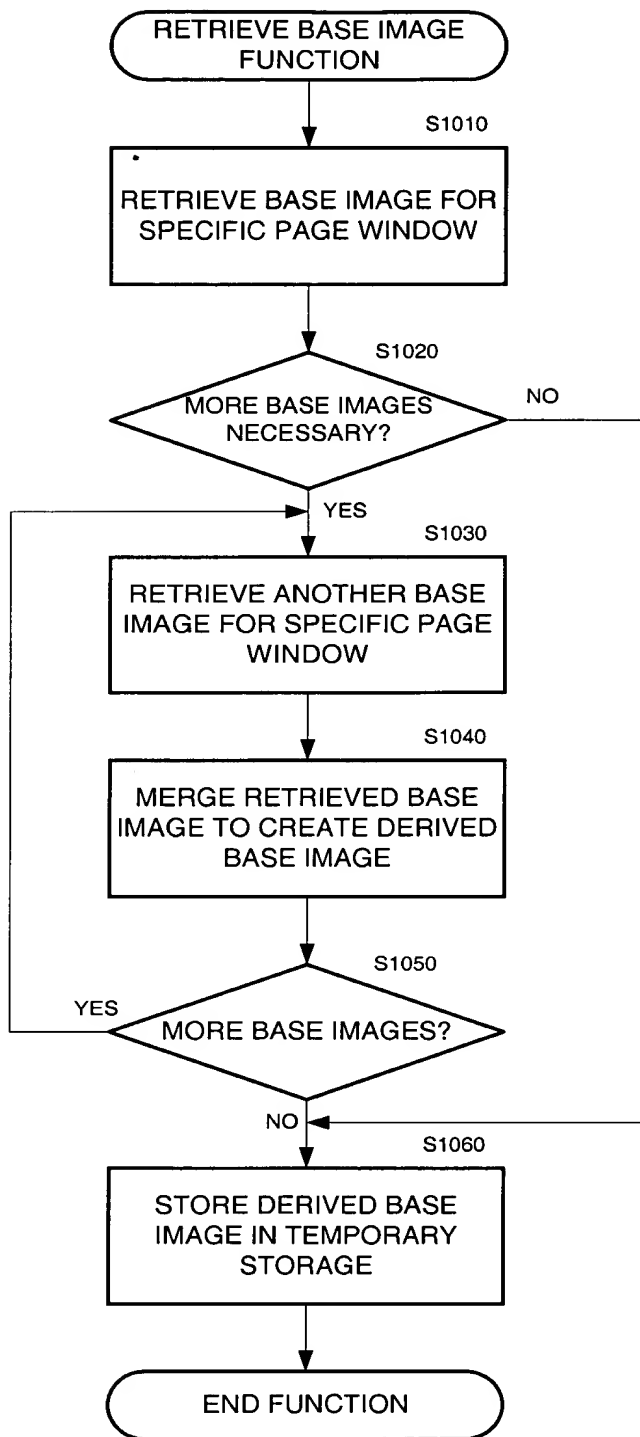 RETRIEVE BASE IMAGE
FUNCTION
S1010
RETRIEVE BASE IMAGE FOR
SPECIFIC PAGE WINDOW
S1020
MORE BASE IMAGES
NECESSARY?
NO
YES
S1030
RETRIEVE ANOTHER BASE
IMAGE FOR SPECIFIC PAGE
WINDOW
S1040
MERGE RETRIEVED BASE
IMAGE TO CREATE DERIVED
BASE IMAGE
S1050
YES
MORE BASE IMAGES?
NO
S1060
STORE DERIVED BASE
IMAGE IN TEMPORARY
STORAGE
END FUNCTION